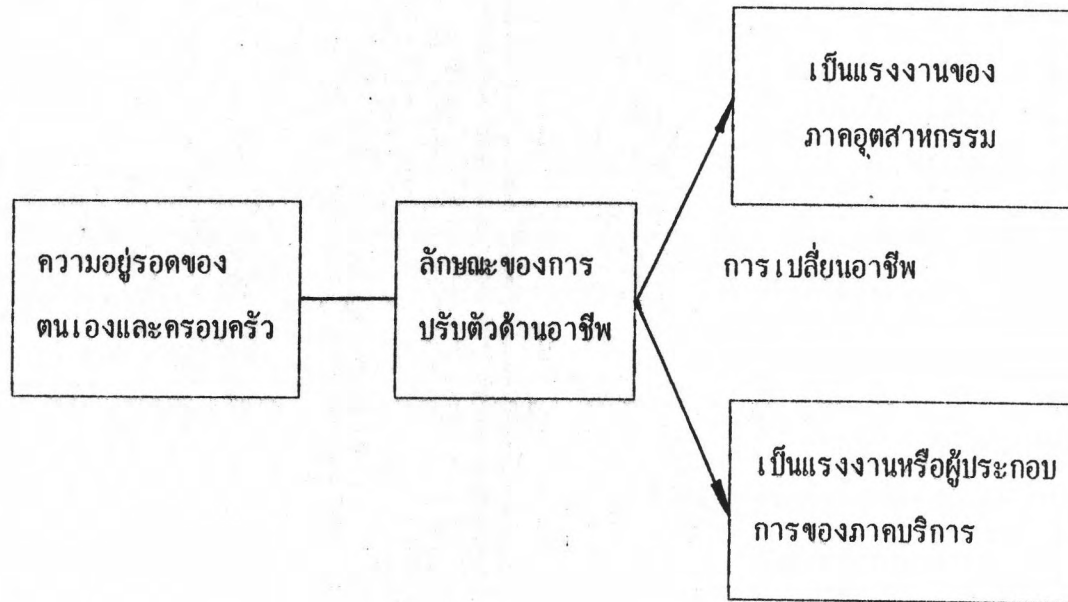 เป็นแรงงานของ
ภาคอุตสาหกรรม
ความอยู่รอดของ
ตนเองและครอบครัว
ลักษณะของการ
ปรับตัวด้านอาชีพ
การเปลี่ยนอาชีพ
เป็นแรงงานหรือผู้ประกอบ
การของภาคบริการ